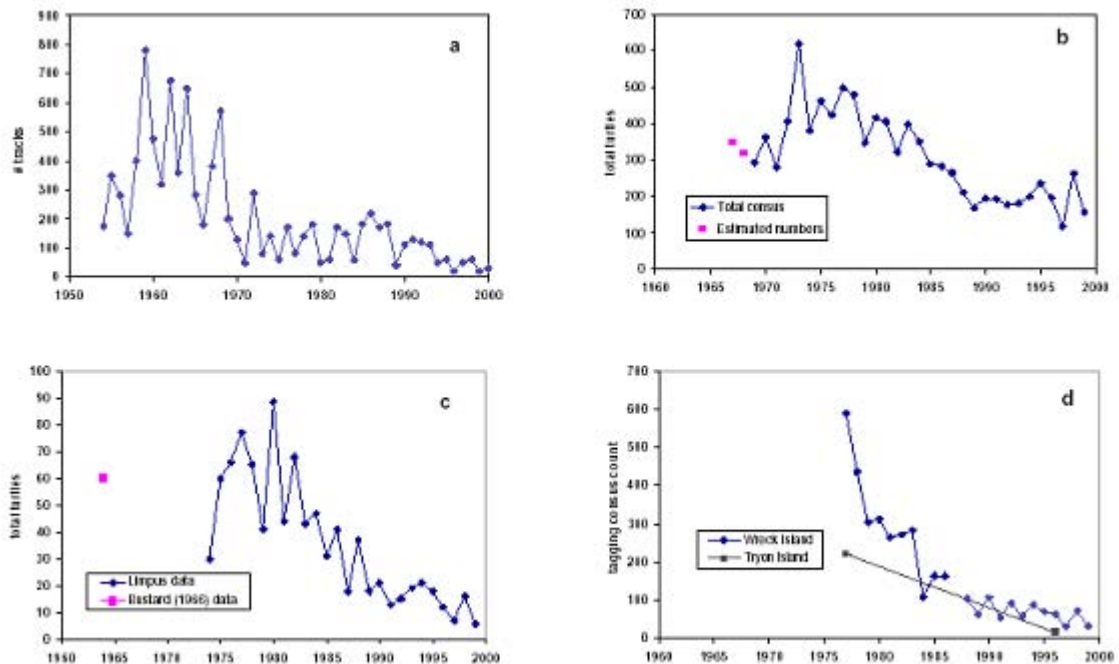 a
900
800
700
600
500
400
300
200
100
0
# tracks
1950 1960 1970 1980 1990 2000
b
700
600
500
400
300
200
100
0
total turtles
Total census
Estimated numbers
1960 1965 1970 1975 1980 1985 1990 1995 2000
c
100
90
80
70
60
50
40
30
20
10
0
total turtles
Limpus data
Bustard (1966) data
1960 1965 1970 1975 1980 1985 1990 1995 2000
d
700
600
500
400
300
200
100
0
tagging census count
Wreck Island
Tryon Island
1960 1965 1970 1975 1980 1985 1990 1995 2000